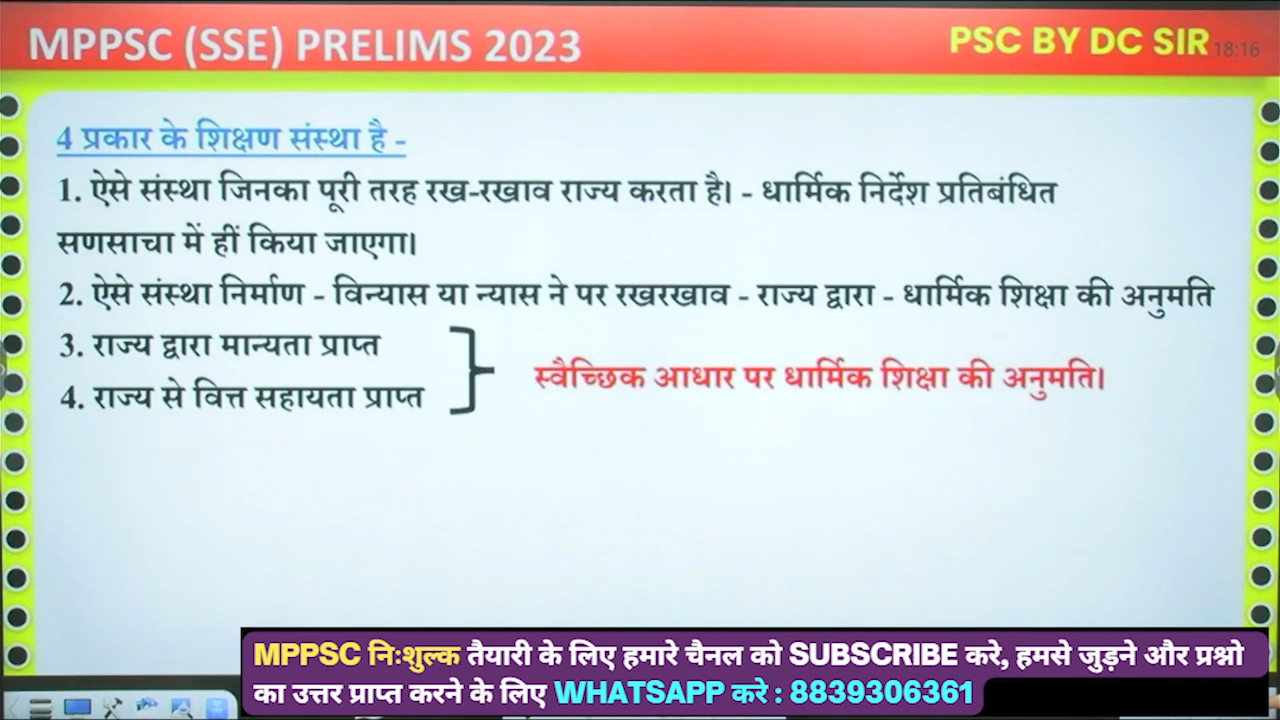 MPPSC (SSE) PRELIMS 2023
PSC BY DC SIR
18:16
4 प्रकार के शिक्षण संस्था है -
1. ऐसे संस्था जिनका पूरी तरह रख-रखाव राज्य करता है। - धार्मिक निर्देश प्रतिबंधित
सणसाचा में हीं किया जाएगा।
2. ऐसे संस्था निर्माण - विन्यास या न्यास ने पर रखरखाव - राज्य द्वारा - धार्मिक शिक्षा की अनुमति
3. राज्य द्वारा मान्यता प्राप्त
4. राज्य से वित्त सहायता प्राप्त
स्वैच्छिक आधार पर धार्मिक शिक्षा की अनुमति।
MPPSC निःशुल्क तैयारी के लिए हमारे चैनल को SUBSCRIBE करे, हमसे जुड़ने और प्रश्नो
का उत्तर प्राप्त करने के लिए WHATSAPP करे : 8839306361